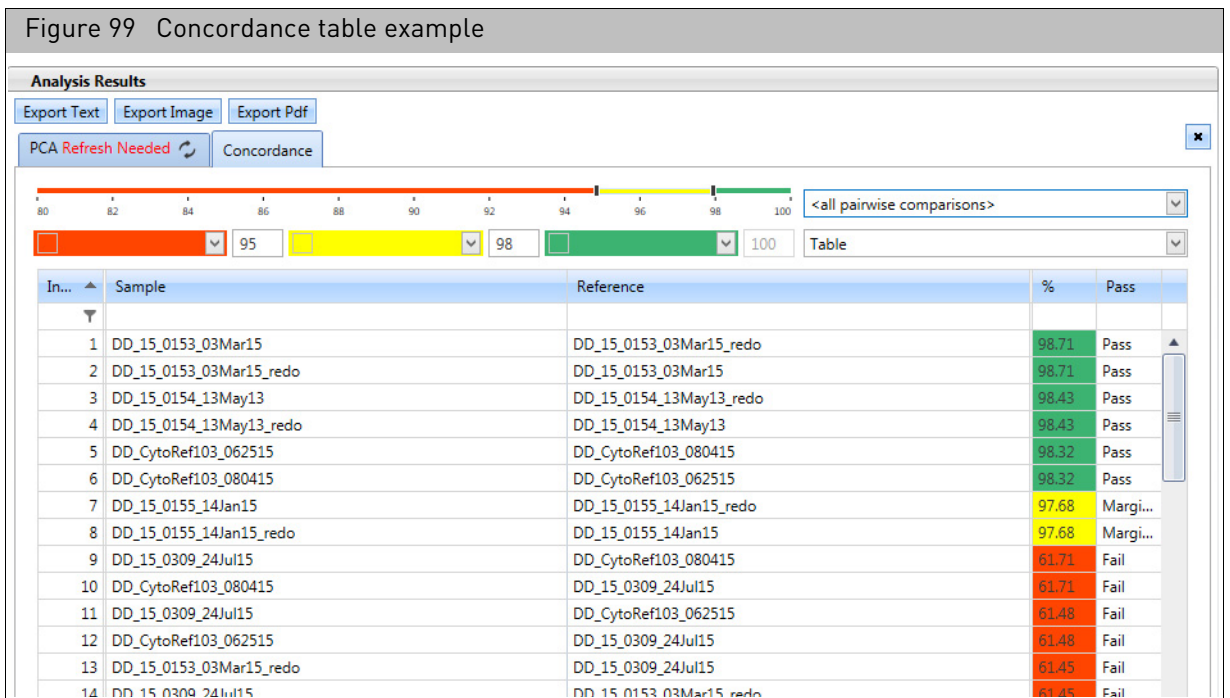 Figure 99 Concordance table example
Analysis Results
Export Text Export Image Export Pdf
PCA Refresh Needed Concordance
80 82 84 86 88 90 92 94 96 98 100 <all pairwise comparisons>
95 98 100 Table
In... Sample Reference % Pass
1 DD_15_0153_03Mar15 DD_15_0153_03Mar15_redo 98.71 Pass
2 DD_15_0153_03Mar15_redo DD_15_0153_03Mar15 98.71 Pass
3 DD_15_0154_13May13 DD_15_0154_13May13_redo 98.43 Pass
4 DD_15_0154_13May13_redo DD_15_0154_13May13 98.43 Pass
5 DD_CytoRef103_062515 DD_CytoRef103_080415 98.32 Pass
6 DD_CytoRef103_080415 DD_CytoRef103_062515 98.32 Pass
7 DD_15_0155_14Jan15 DD_15_0155_14Jan15_redo 97.68 Margi...
8 DD_15_0155_14Jan15_redo DD_15_0155_14Jan15 97.68 Margi...
9 DD_15_0309_24Jul15 DD_CytoRef103_080415 61.71 Fail
10 DD_CytoRef103_080415 DD_15_0309_24Jul15 61.71 Fail
11 DD_15_0309_24Jul15 DD_CytoRef103_062515 61.48 Fail
12 DD_CytoRef103_062515 DD_15_0309_24Jul15 61.48 Fail
13 DD_15_0153_03Mar15_redo DD_15_0309_24Jul15 61.45 Fail
14 DD_15_0309_24Jul15 DD_15_0153_03Mar15_redo 61.45 Fail